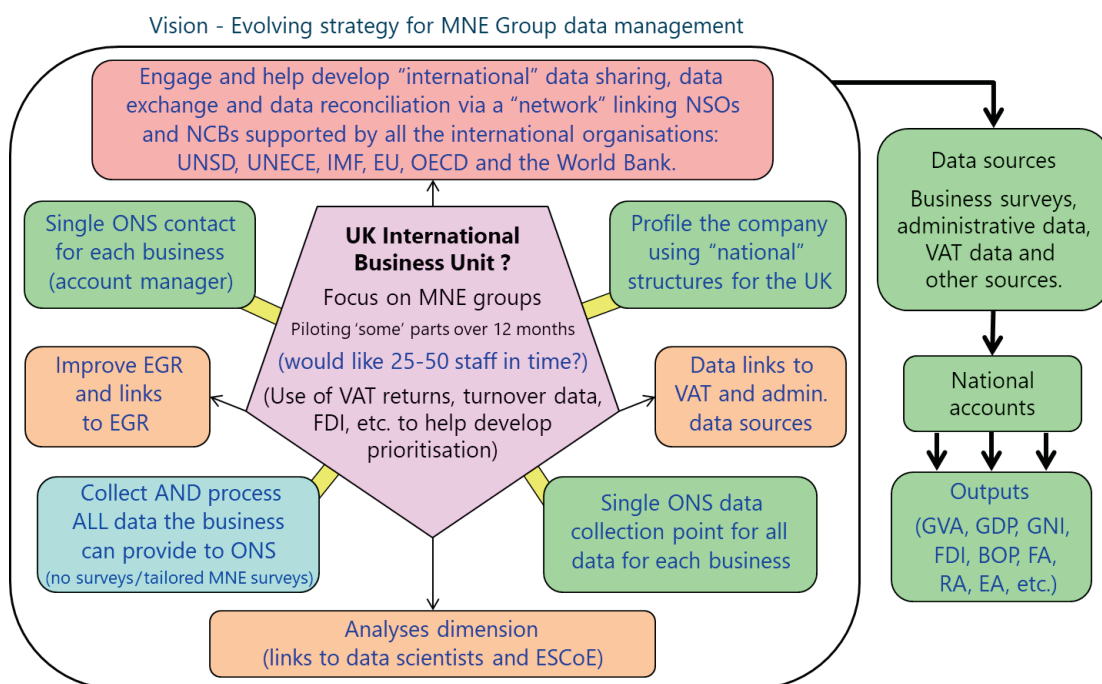 Vision - Evolving strategy for MNE Group data management
Engage and help develop “international” data sharing, data
exchange and data reconciliation via a “network” linking NSOs
and NCBs supported by all the international organisations:
UNSD, UNECE, IMF, EU, OECD and the World Bank.
Single ONS contact
for each business
(account manager)
UK International
Business Unit ?
Focus on MNE groups
Piloting ‘some’ parts over 12 months
(would like 25-50 staff in time?)
(Use of VAT returns, turnover data,
FDI, etc. to help develop
prioritisation)
Profile the company
using “national”
structures for the UK
Improve EGR
and links
to EGR
Data links to
VAT and admin.
data sources
Collect AND process
ALL data the business
can provide to ONS
(no surveys/tailored MNE surveys)
Single ONS data
collection point for all
data for each business
Analyses dimension
(links to data scientists and ESCoE)
Data sources
Business surveys,
administrative data,
VAT data and
other sources.
National
accounts
Outputs
(GVA, GDP, GNI,
FDI, BOP, FA,
RA, EA, etc.)